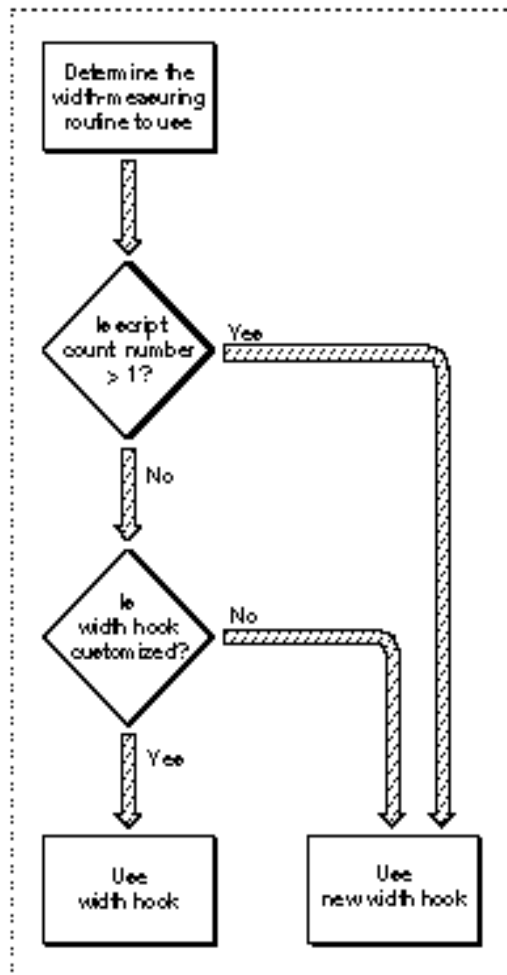 Determine the
width-measuring
routine to use
Is script
count number
> 1?
Yes
No
Is
width hook
customized?
No
Yes
Use
width hook
Use
new width hook